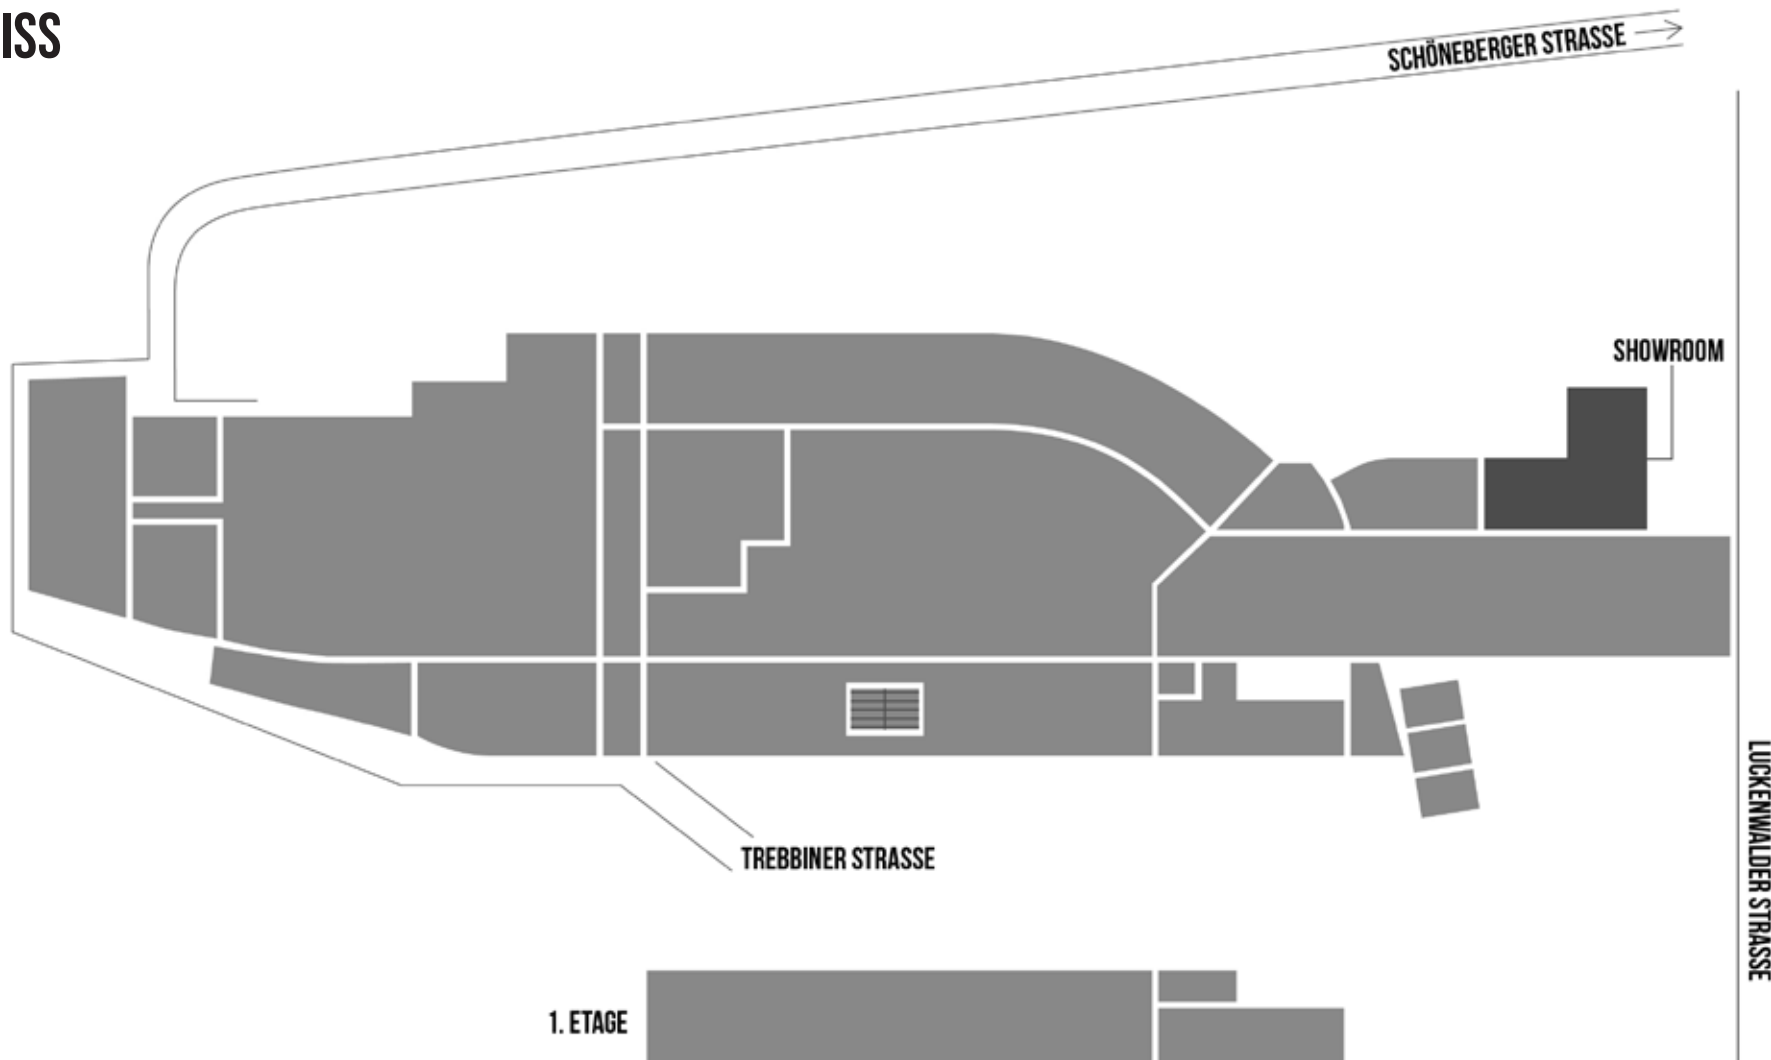 ISS
SCHÖNEBERGER STRASSE
SHOWROOM
TREBBINER STRASSE
LUCKENWALDER STRASSE
1. ETAGE